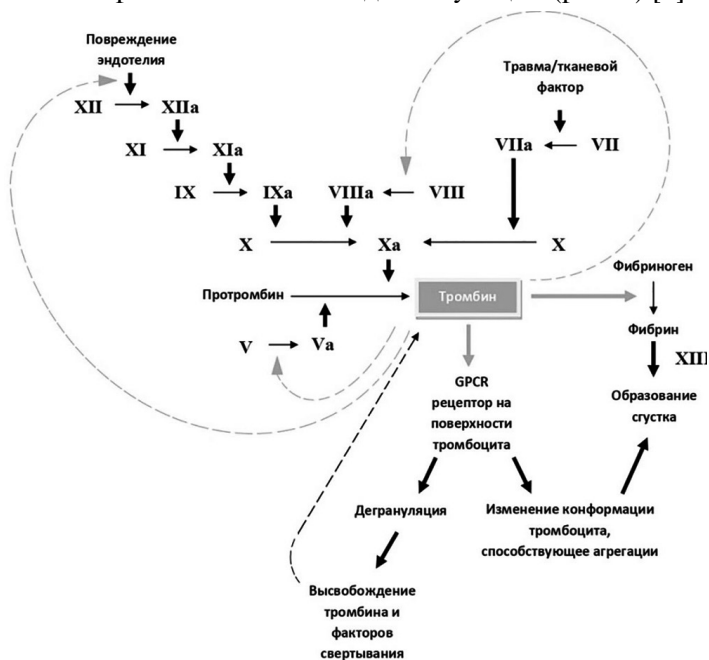 Повреждение
эндотелия
XII XIIa
XI XIa
IX IXa VIIIa VIII
Травма/тканевой
фактор
VIIa VII
X Xa X
Протромбин
Тромбин
V Va
Фибриноген
Фибрин
XIII
Образование
сгустка
GPCR
рецептор на
поверхности
тромбоцита
Дегрануляция
Изменение конформации
тромбоцита,
способствующее агрегации
Высвобождение
тромбина и
факторов
свертывания